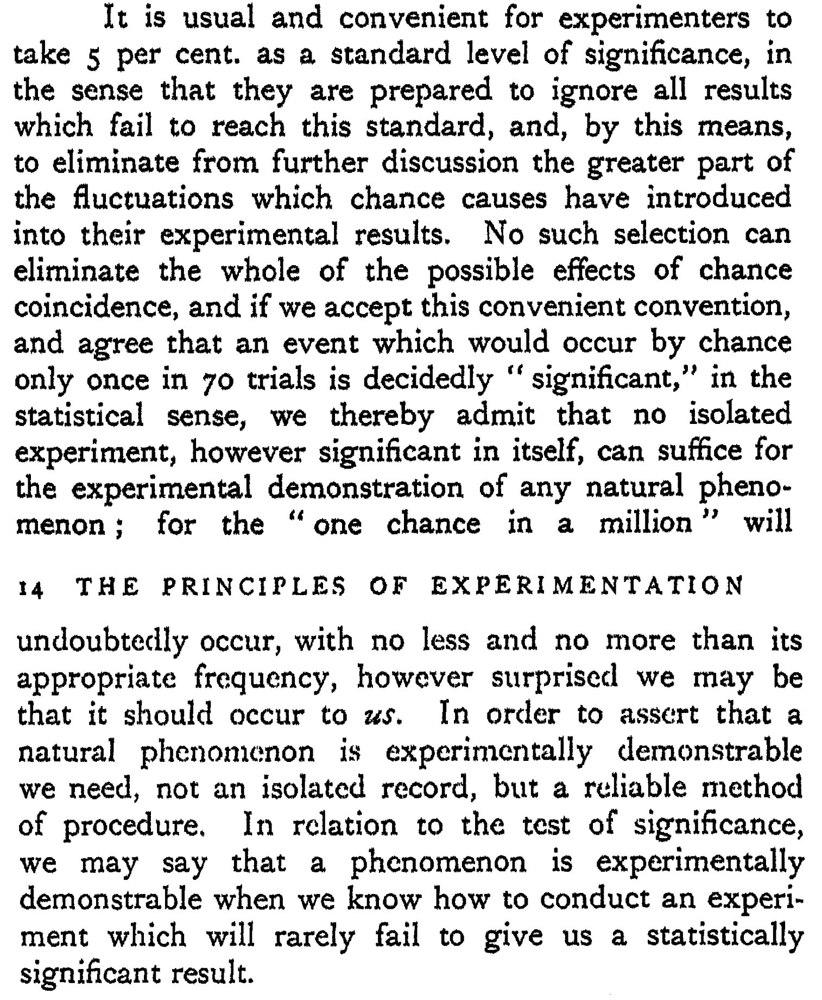 It is usual and convenient for experimenters to
take 5 per cent. as a standard level of significance, in
the sense that they are prepared to ignore all results
which fail to reach this standard, and, by this means,
to eliminate from further discussion the greater part of
the fluctuations which chance causes have introduced
into their experimental results. No such selection can
eliminate the whole of the possible effects of chance
coincidence, and if we accept this convenient convention,
and agree that an event which would occur by chance
only once in 70 trials is decidedly “ significant,” in the
statistical sense, we thereby admit that no isolated
experiment, however significant in itself, can suffice for
the experimental demonstration of any natural pheno-
menon ; for the “ one chance in a million ” will
14 THE PRINCIPLES OF EXPERIMENTATION
undoubtedly occur, with no less and no more than its
appropriate frequency, however surprised we may be
that it should occur to us. In order to assert that a
natural phenomenon is experimentally demonstrable
we need, not an isolated record, but a reliable method
of procedure. In relation to the test of significance,
we may say that a phenomenon is experimentally
demonstrable when we know how to conduct an experi-
ment which will rarely fail to give us a statistically
significant result.